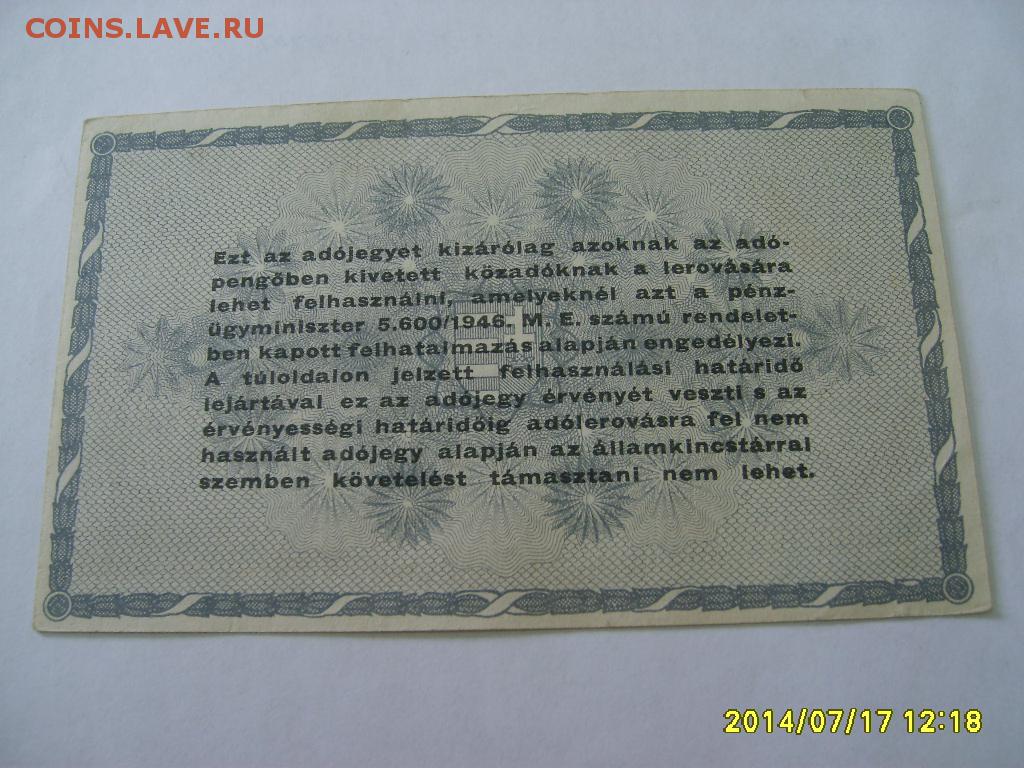 COINS.LAVE.RU
Ezt az adójegyet kizárólag azoknak az adó-
pengőben kivetett közadóknak a lerovására
lehet felhasználni, amelyeknél azt a pénz-
ügyminiszter 5.600/1946. M. E. számú rendelet-
ben kapott felhatalmazás alapján engedélyezi.
A túloldalon jelzett felhasználási határidő
lejártával ez az adójegy érvényét veszti s az
érvényességi határidőig adólerovásra fel nem
használt adójegy alapján az államkincstárral
szemben követelést támasztani nem lehet.
2014/07/17 12:18